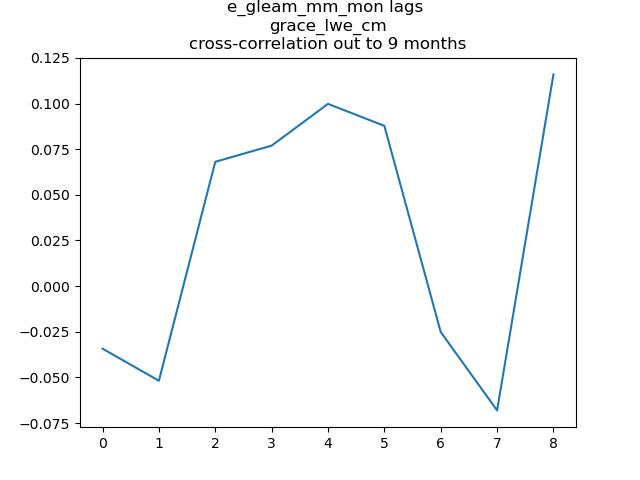 e_gleam_mm_mon lags
grace_lwe_cm
cross-correlation out to 9 months
0.125
0.100
0.075
0.050
0.025
0.000
−0.025
−0.050
−0.075
0 1 2 3 4 5 6 7 8